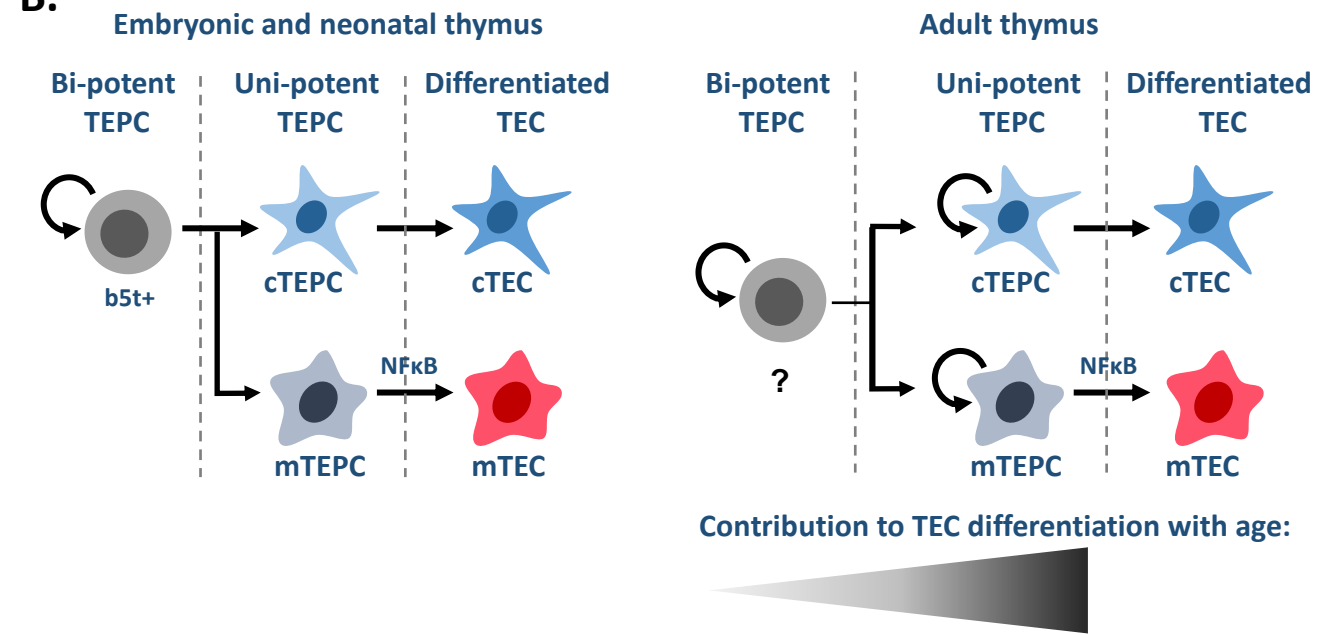 B.
Embryonic and neonatal thymus
Bi-potent
TEPC
Uni-potent
TEPC
Differentiated
TEC
b5t+
cTEPC
cTEC
NFκB
mTEPC
mTEC
Adult thymus
Bi-potent
TEPC
Uni-potent
TEPC
Differentiated
TEC
?
cTEPC
cTEC
NFκB
mTEPC
mTEC
Contribution to TEC differentiation with age: